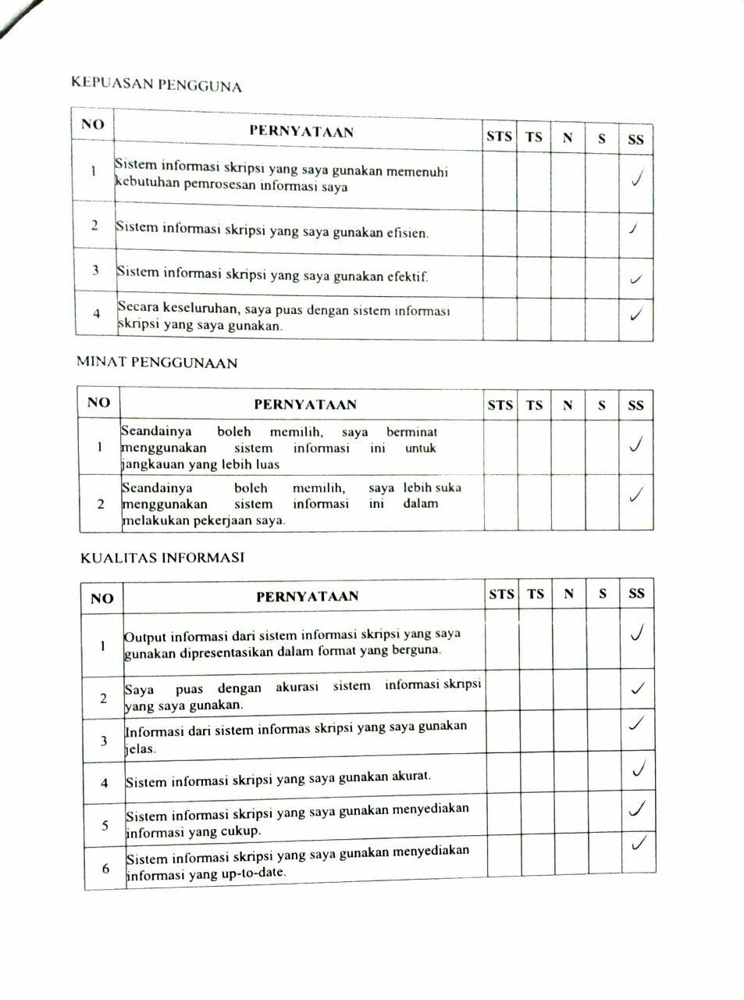 KEPUASAN PENGGUNA
NO PERNYATAAN STS TS N S SS
1 Sistem informasi skripsi yang saya gunakan memenuhi
kebutuhan pemrosesan informasi saya ✓
2 Sistem informasi skripsi yang saya gunakan efisien. ✓
3 Sistem informasi skripsi yang saya gunakan efektif. ✓
4 Secara keseluruhan, saya puas dengan sistem informasi
skripsi yang saya gunakan. ✓
MINAT PENGGUNAAN
NO PERNYATAAN STS TS N S SS
Seandainya boleh memilih, saya berminat
1 menggunakan sistem informasi ini untuk ✓
jangkauan yang lebih luas
Seandainya boleh memilih, saya lebih suka
2 menggunakan sistem informasi ini dalam ✓
melakukan pekerjaan saya.
KUALITAS INFORMASI
NO PERNYATAAN STS TS N S SS
1 Output informasi dari sistem informasi skripsi yang saya
gunakan dipresentasikan dalam format yang berguna. ✓
2 Saya puas dengan akurasi sistem informasi skripsi
yang saya gunakan. ✓
3 Informasi dari sistem informas skripsi yang saya gunakan
jelas. ✓
4 Sistem informasi skripsi yang saya gunakan akurat. ✓
5 Sistem informasi skripsi yang saya gunakan menyediakan
informasi yang cukup. ✓
6 Sistem informasi skripsi yang saya gunakan menyediakan
informasi yang up-to-date. ✓